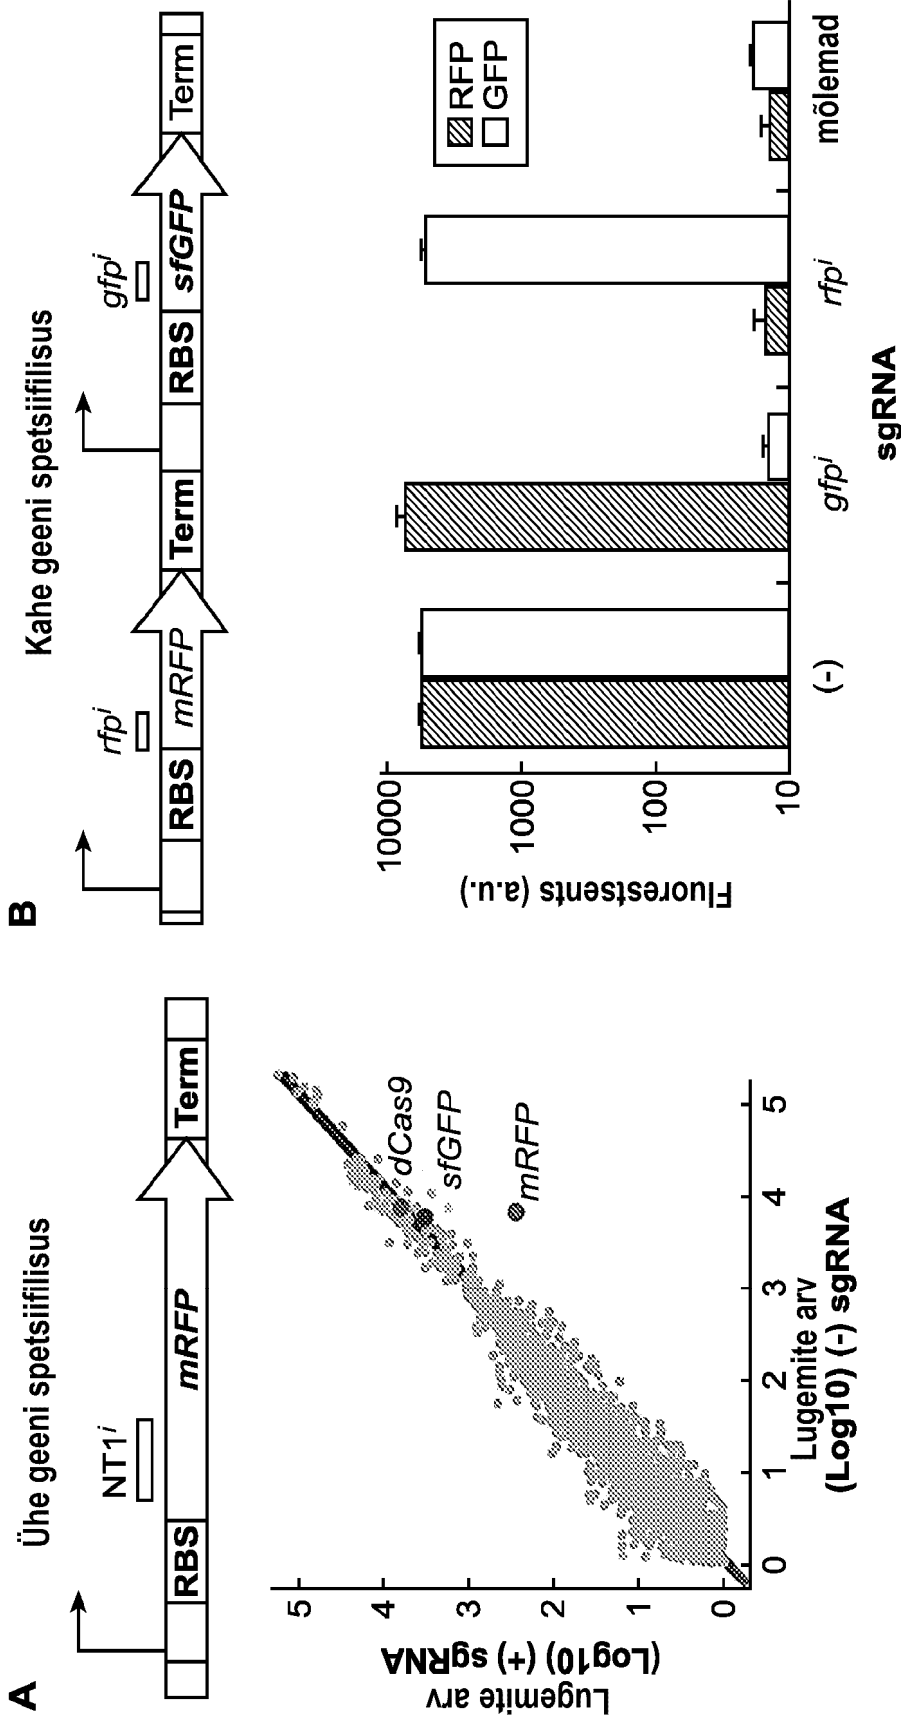 A
Ühe geeni spetsiifilisus
NT1i
RBS mRFP Term
Lugemite arv
(Log10) (+) sgRNA
5
4
3
2
1
0
dCas9
sfGFP
mRFP
0 1 2 3 4 5
Lugemite arv
(Log10) (-) sgRNA
B
Kahe geeni spetsiifilisus
rfpi gfpi
RBS mRFP Term RBS sfGFP Term
Fluorestsents (a.u.)
10000
1000
100
10
RFP
GFP
(-) gfpi rfpi mõlemad
sgRNA